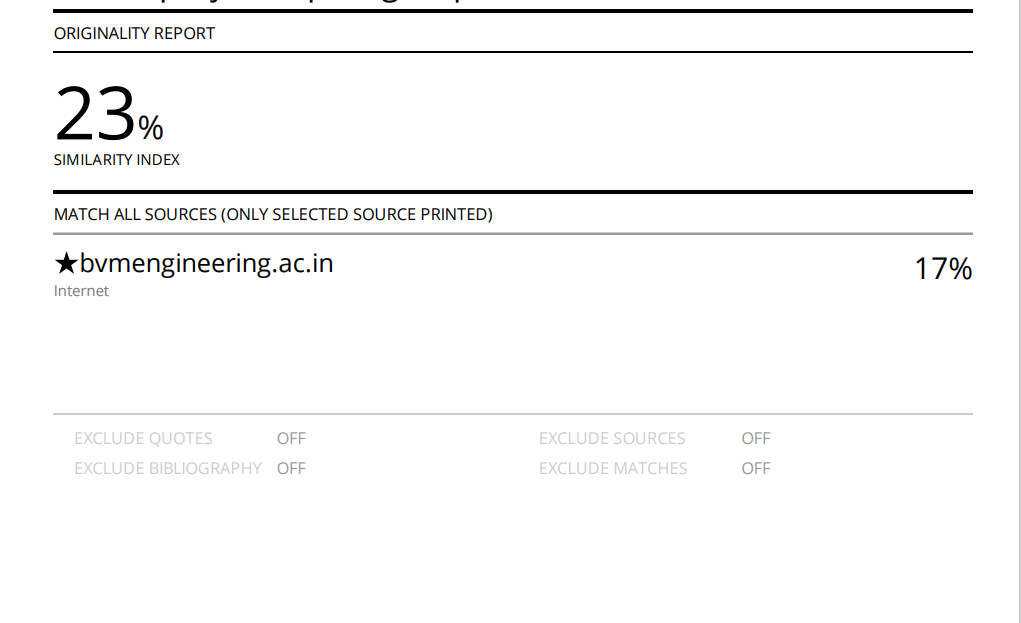 ORIGINALITY REPORT
23%
SIMILARITY INDEX
MATCH ALL SOURCES (ONLY SELECTED SOURCE PRINTED)
★bvmengineering.ac.in 17%
Internet
EXCLUDE QUOTES OFF EXCLUDE SOURCES OFF
EXCLUDE BIBLIOGRAPHY OFF EXCLUDE MATCHES OFF